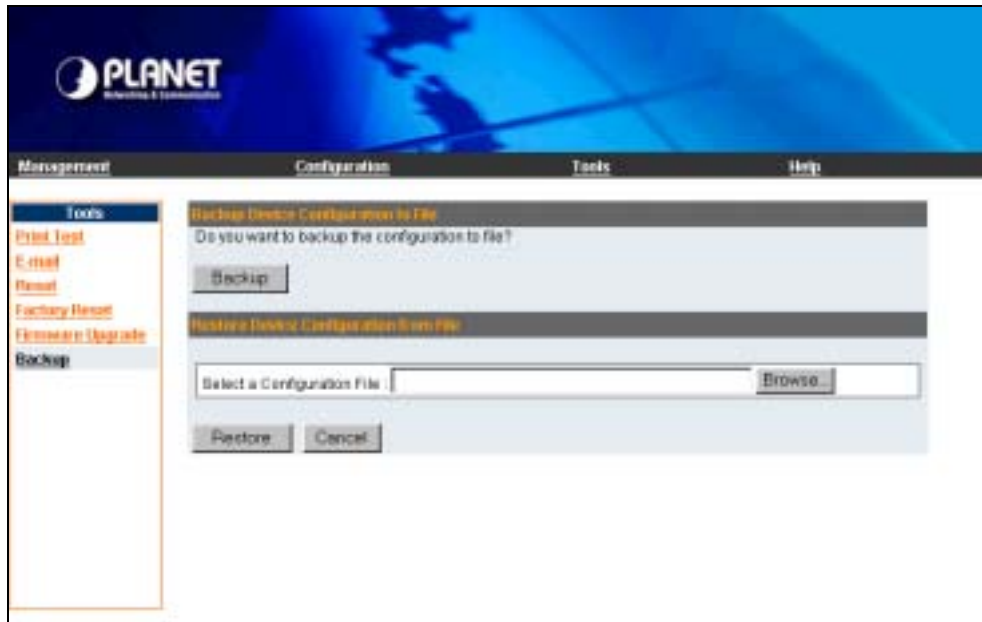 PLANET
Networking & Communication
Management Configuration Tools Help
Tools
Print Test
E-mail
Reset
Factory Reset
Firmware Upgrade
Backup
Backup Device Configuration to File
Do you want to backup the configuration to file?
Backup
Restore Device Configuration from File
Select a Configuration File :
Browse...
Restore Cancel